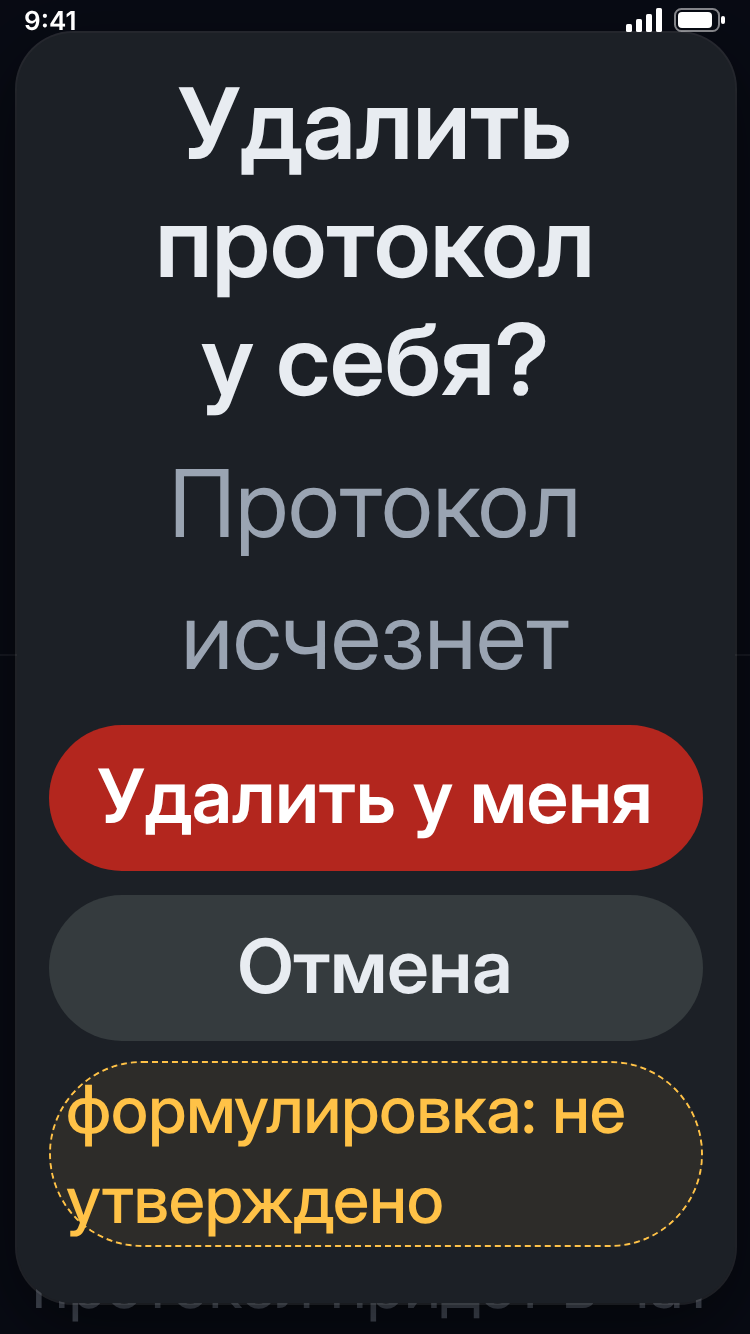 9:41
Удалить
протокол
у себя?
Протокол
исчезнет
Удалить у меня
Отмена
формулировка: не
утверждено